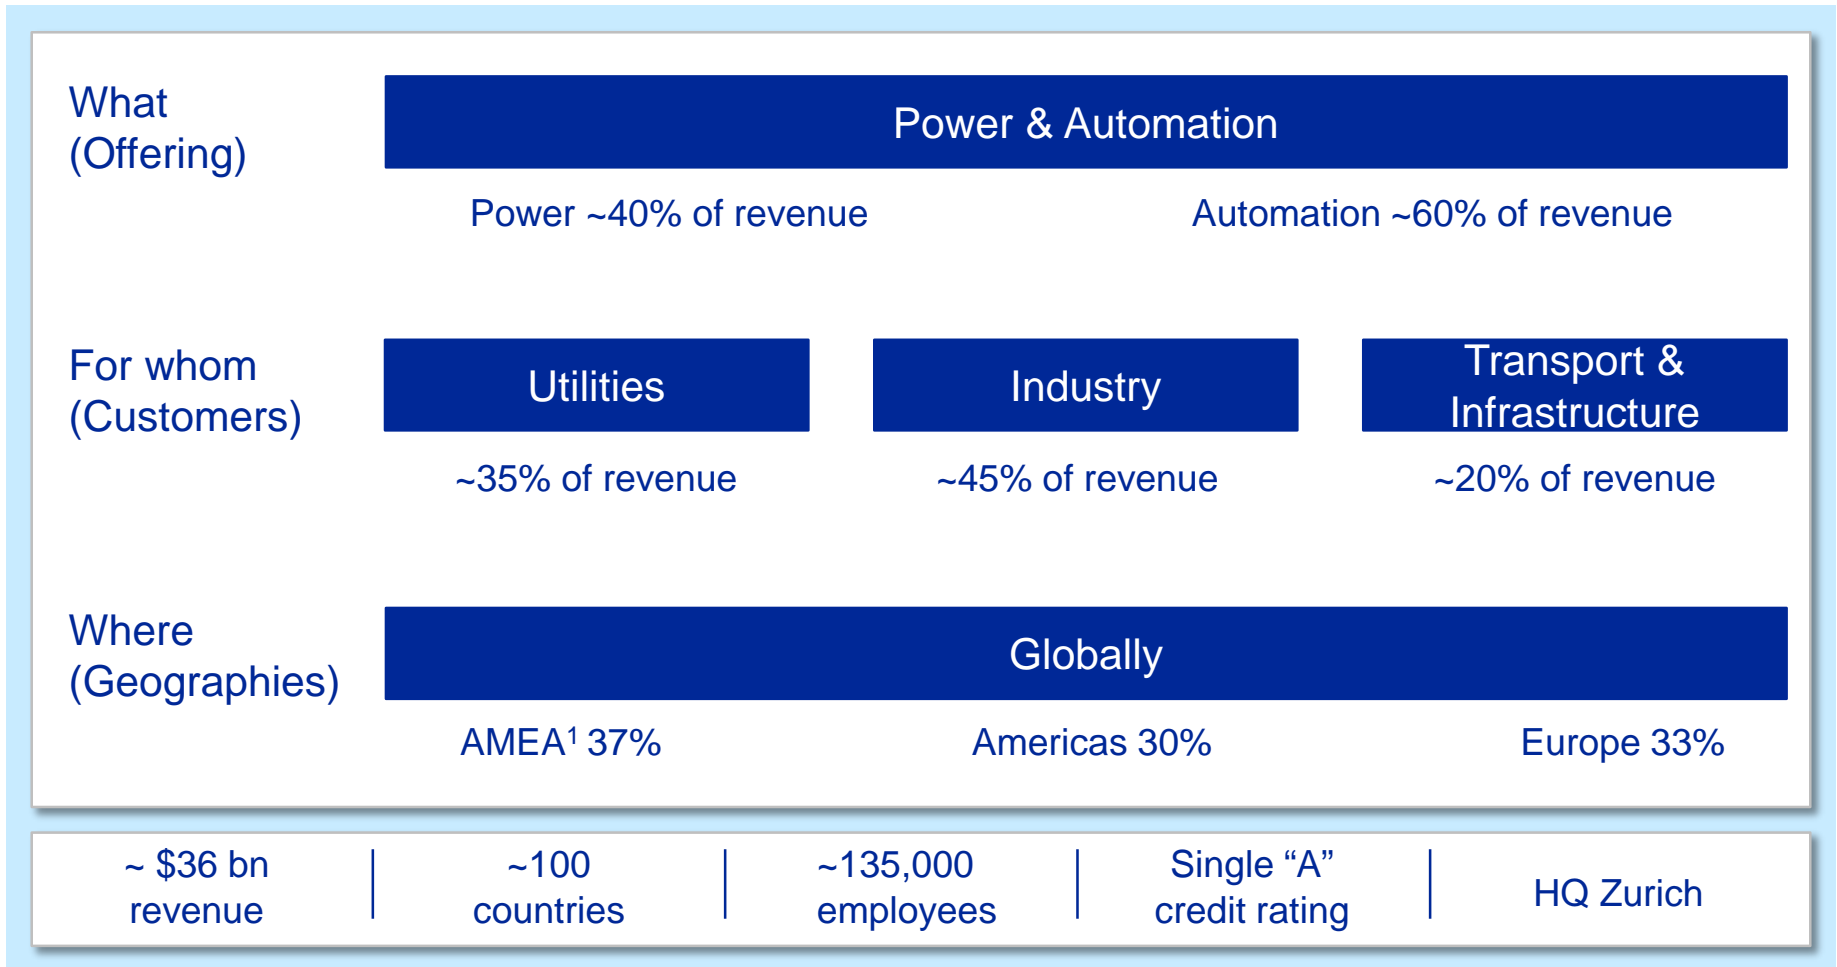 What
(Offering)
Power & Automation
Power ~40% of revenue
Automation ~60% of revenue
For whom
(Customers)
Utilities
Industry
Transport &
Infrastructure
~35% of revenue
~45% of revenue
~20% of revenue
Where
(Geographies)
Globally
AMEA¹ 37%
Americas 30%
Europe 33%
~ $36 bn
revenue
~100
countries
~135,000
employees
Single “A”
credit rating
HQ Zurich